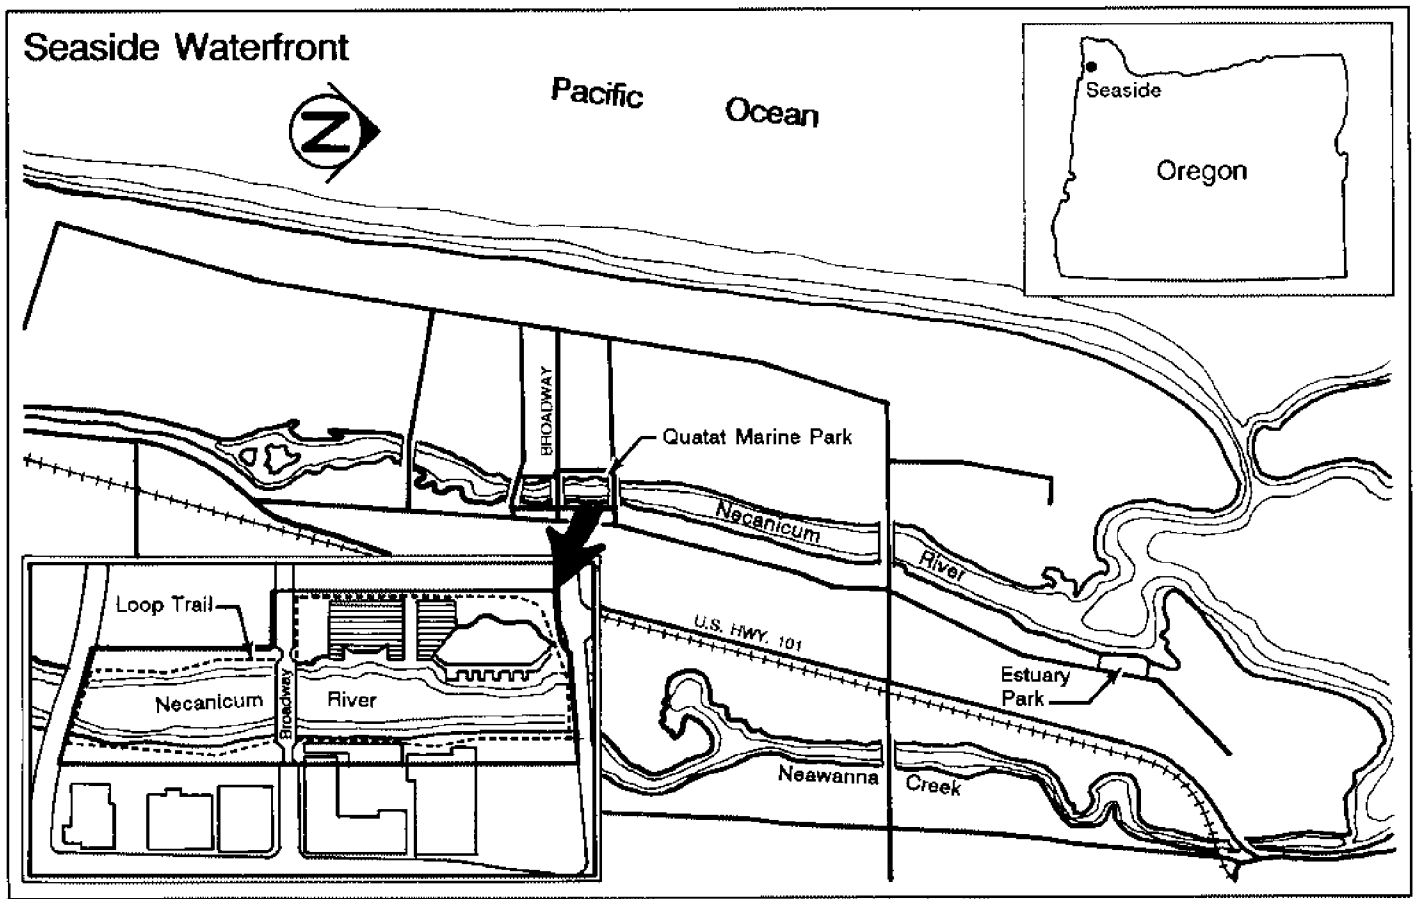 Seaside Waterfront
N
Pacific Ocean
Seaside
Oregon
BROADWAY
Quatat Marine Park
Necanicum
River
U.S. HWY. 101
Estuary
Park
Neawanna Creek
Loop Trail
Necanicum River
Broadway